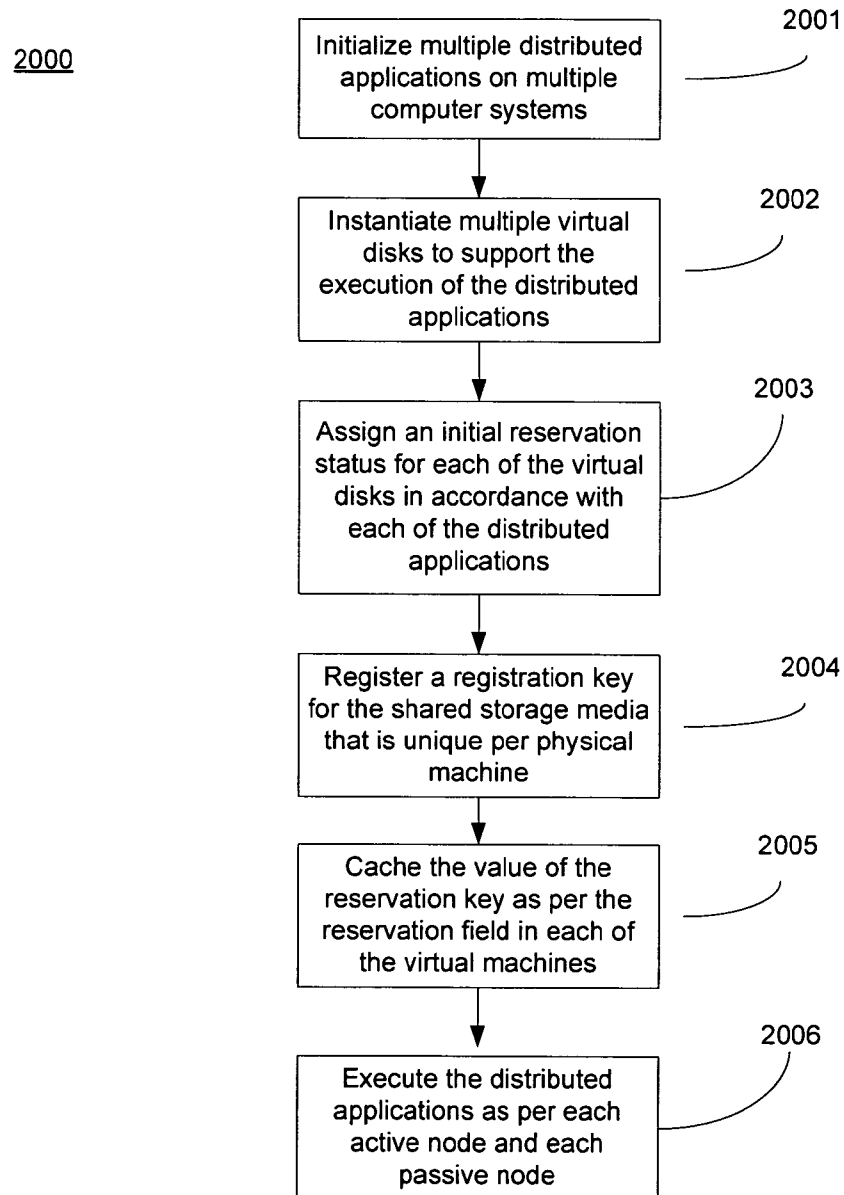 2000
2001
Initialize multiple distributed
applications on multiple
computer systems
2002
Instantiate multiple virtual
disks to support the
execution of the distributed
applications
2003
Assign an initial reservation
status for each of the virtual
disks in accordance with
each of the distributed
applications
2004
Register a registration key
for the shared storage media
that is unique per physical
machine
2005
Cache the value of the
reservation key as per the
reservation field in each of
the virtual machines
2006
Execute the distributed
applications as per each
active node and each
passive node